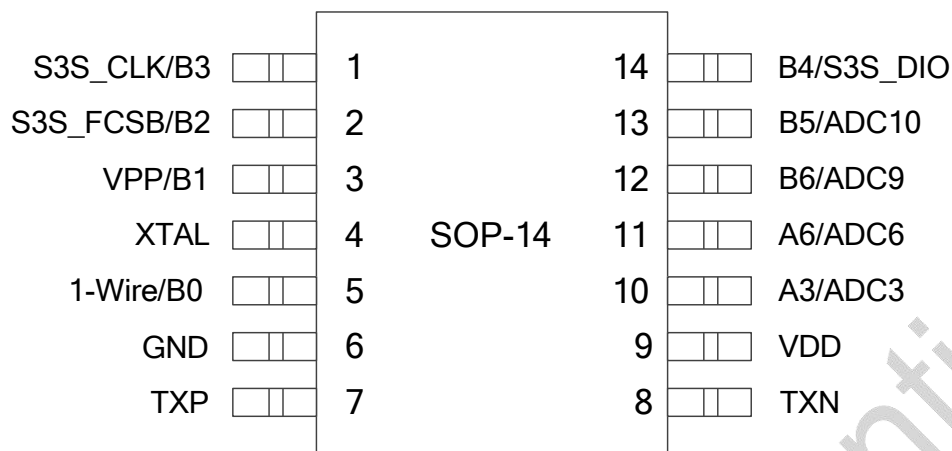 S3S_CLK/B3 1 14 B4/S3S_DIO
S3S_FCSB/B2 2 13 B5/ADC10
VPP/B1 3 12 B6/ADC9
XTAL 4 SOP-14 11 A6/ADC6
1-Wire/B0 5 10 A3/ADC3
GND 6 9 VDD
TXP 7 8 TXN